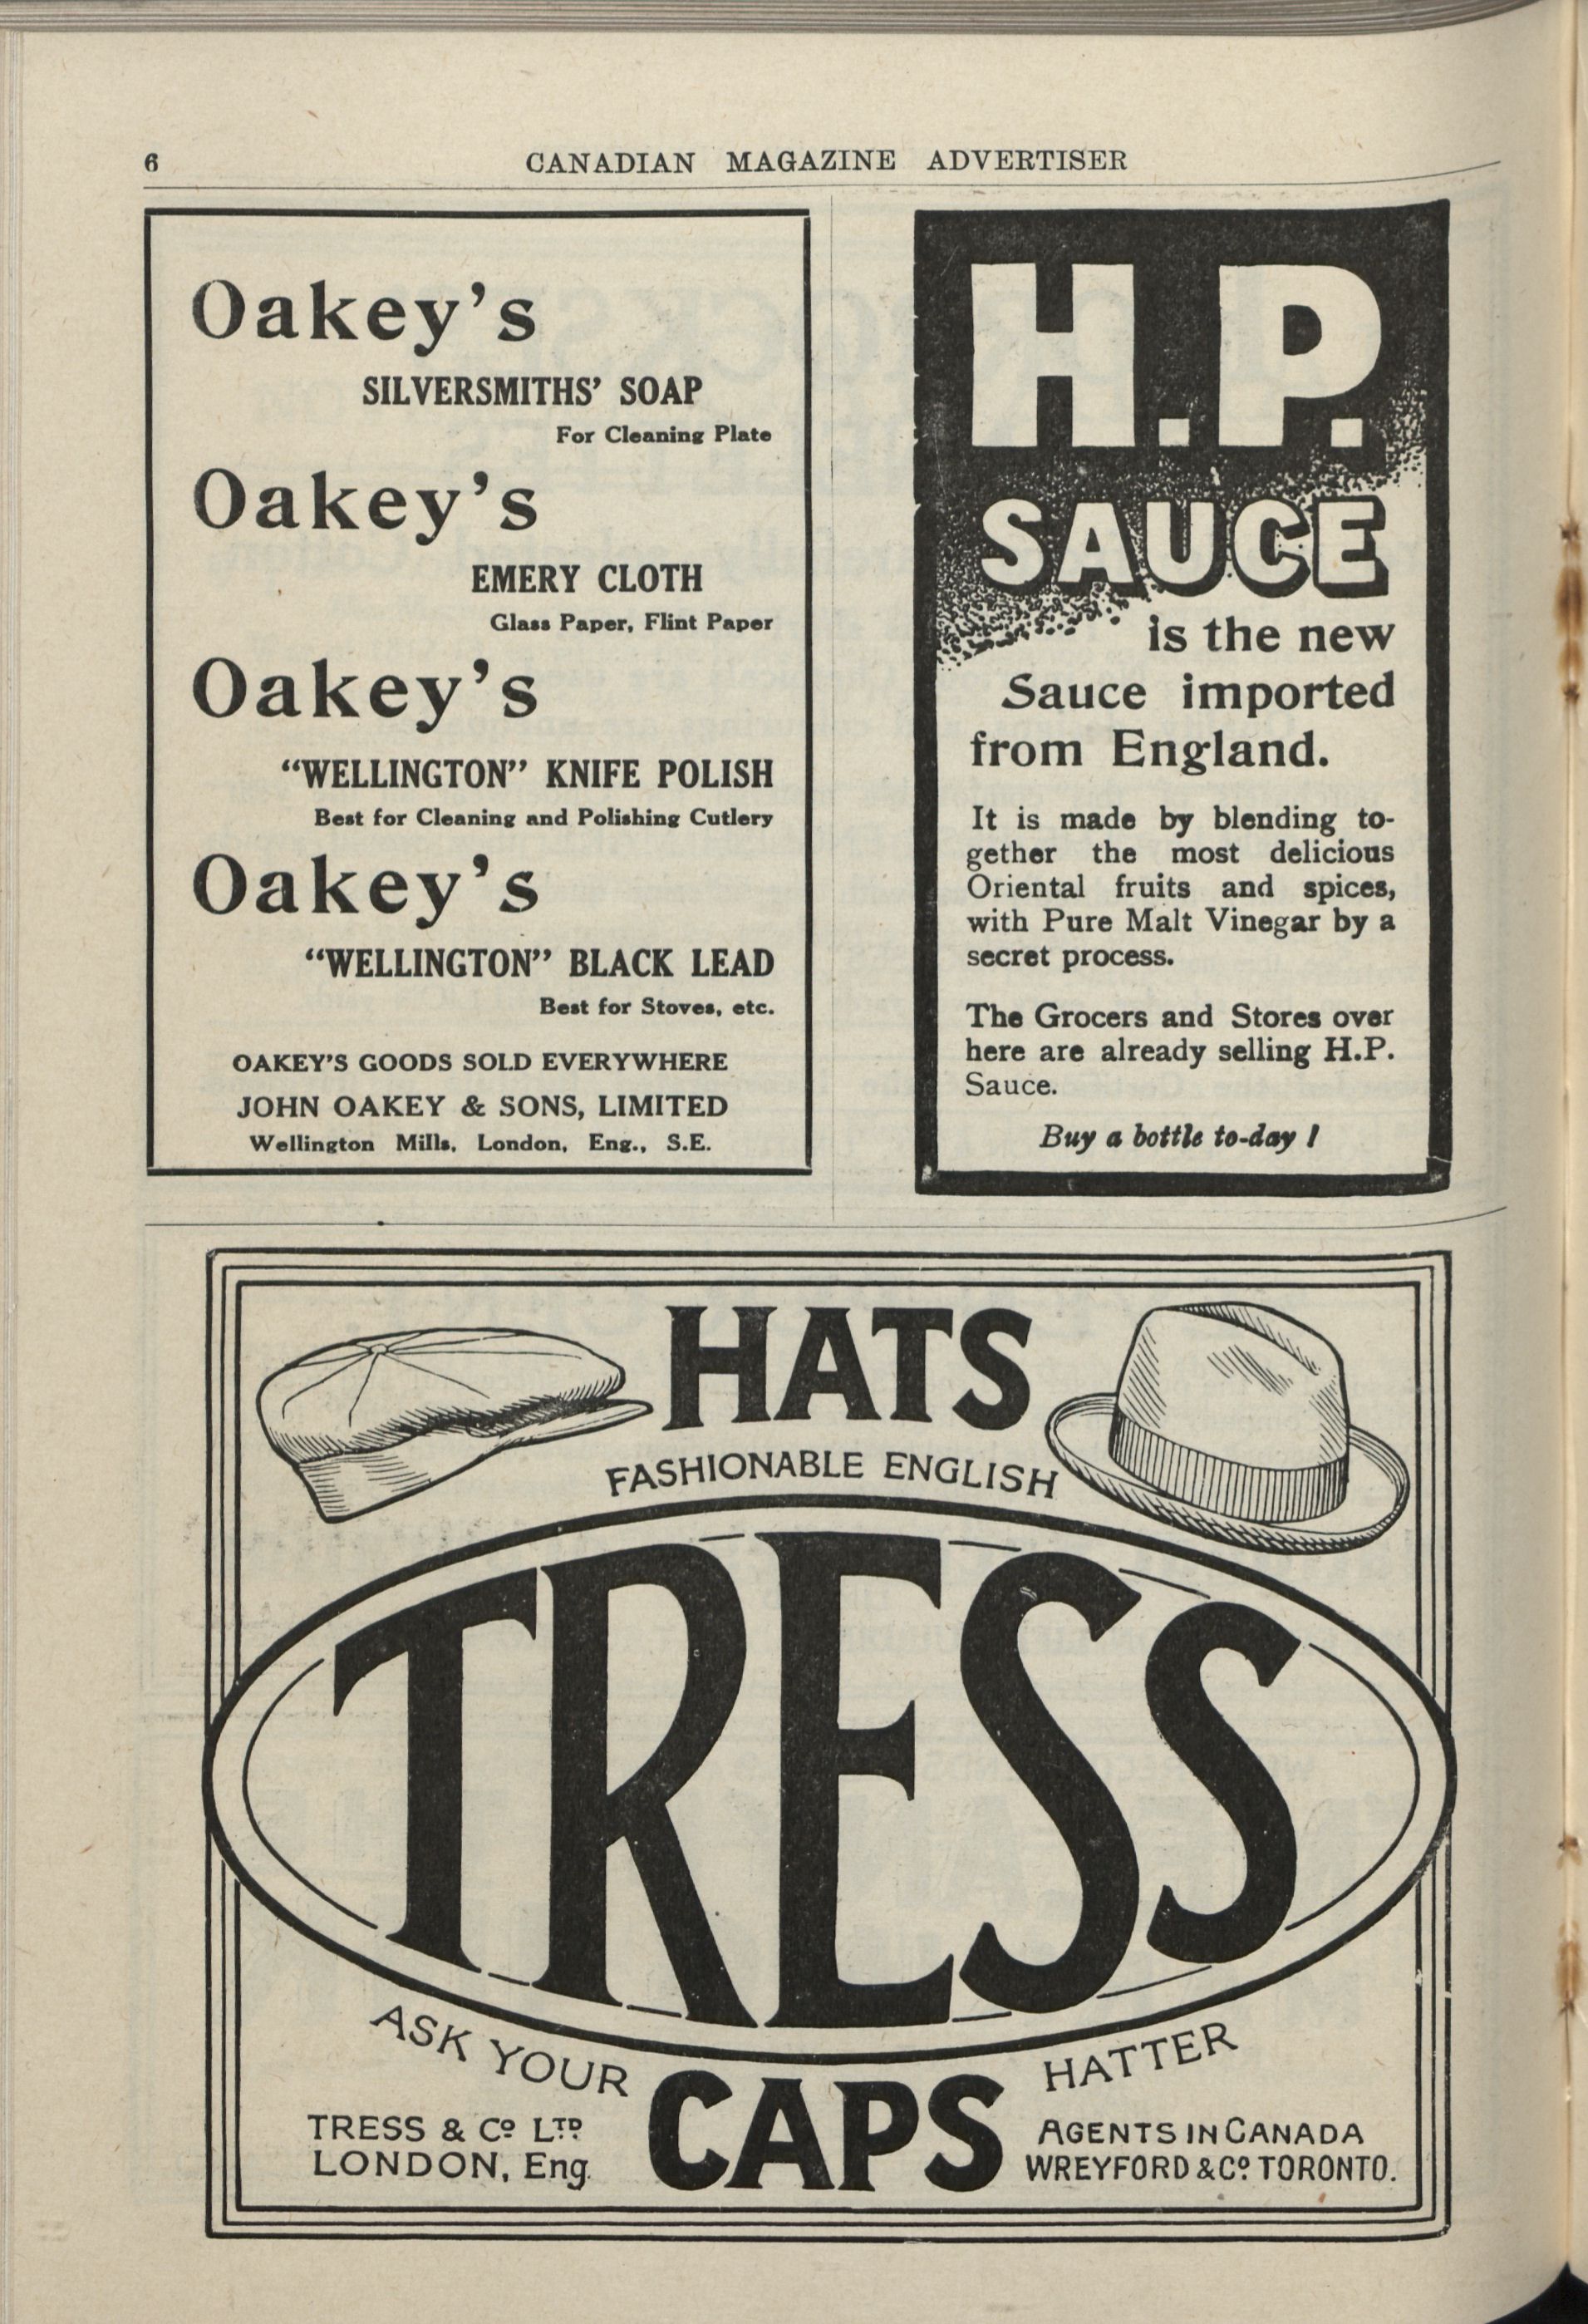 6
CANADIAN MAGAZINE ADVERTISER
Oakey's
SILVERSMITHS' SOAP
For Cleaning Plate
Oakey's
EMERY CLOTH
Glass Paper, Flint Paper
Oakey's
"WELLINGTON" KNIFE POLISH
Best for Cleaning and Polishing Cutlery
Oakey's
"WELLINGTON" BLACK LEAD
Best for Stoves, etc.
OAKEY'S GOODS SOLD EVERYWHERE
JOHN OAKEY & SONS, LIMITED
Wellington Mills, London, Eng., S.E.
H.P.
SAUCE
is the new
Sauce imported
from England.
It is made by blending to-
gether the most delicious
Oriental fruits and spices,
with Pure Malt Vinegar by a
secret process.
The Grocers and Stores over
here are already selling H.P.
Sauce.
Buy a bottle to-day !
HATS
FASHIONABLE ENGLISH
TRESS
ASK YOUR HATTER
CAPS
TRESS & Co LTD
LONDON, Eng.
AGENTS IN CANADA
WREYFORD & Co TORONTO.